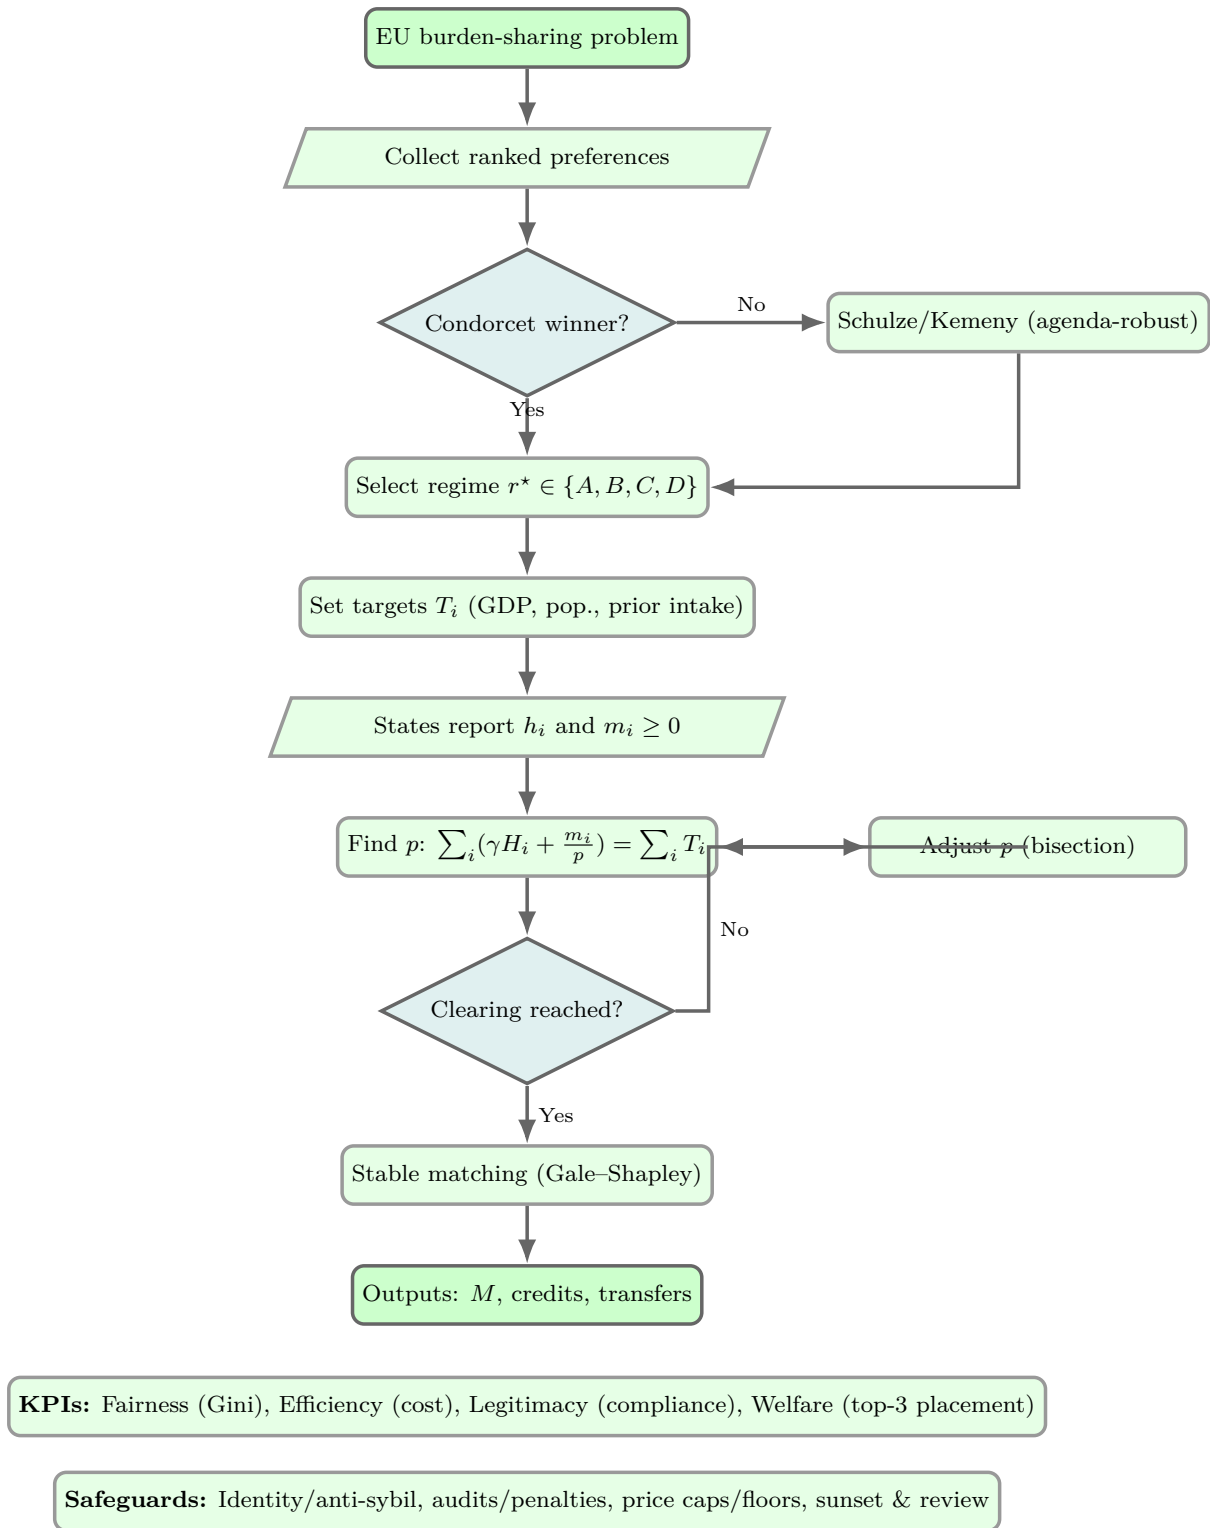 EU burden-sharing problem
Collect ranked preferences
Condorcet winner?
No
Schulze/Kemeny (agenda-robust)
Yes
Select regime r⋆ ∈ {A, B, C, D}
Set targets T_i (GDP, pop., prior intake)
States report h_i and m_i ≥ 0
Find p: ∑_i(γH_i + m_i/p) = ∑_i T_i
Adjust p (bisection)
No
Clearing reached?
Yes
Stable matching (Gale–Shapley)
Outputs: M, credits, transfers
KPIs: Fairness (Gini), Efficiency (cost), Legitimacy (compliance), Welfare (top-3 placement)
Safeguards: Identity/anti-sybil, audits/penalties, price caps/floors, sunset & review